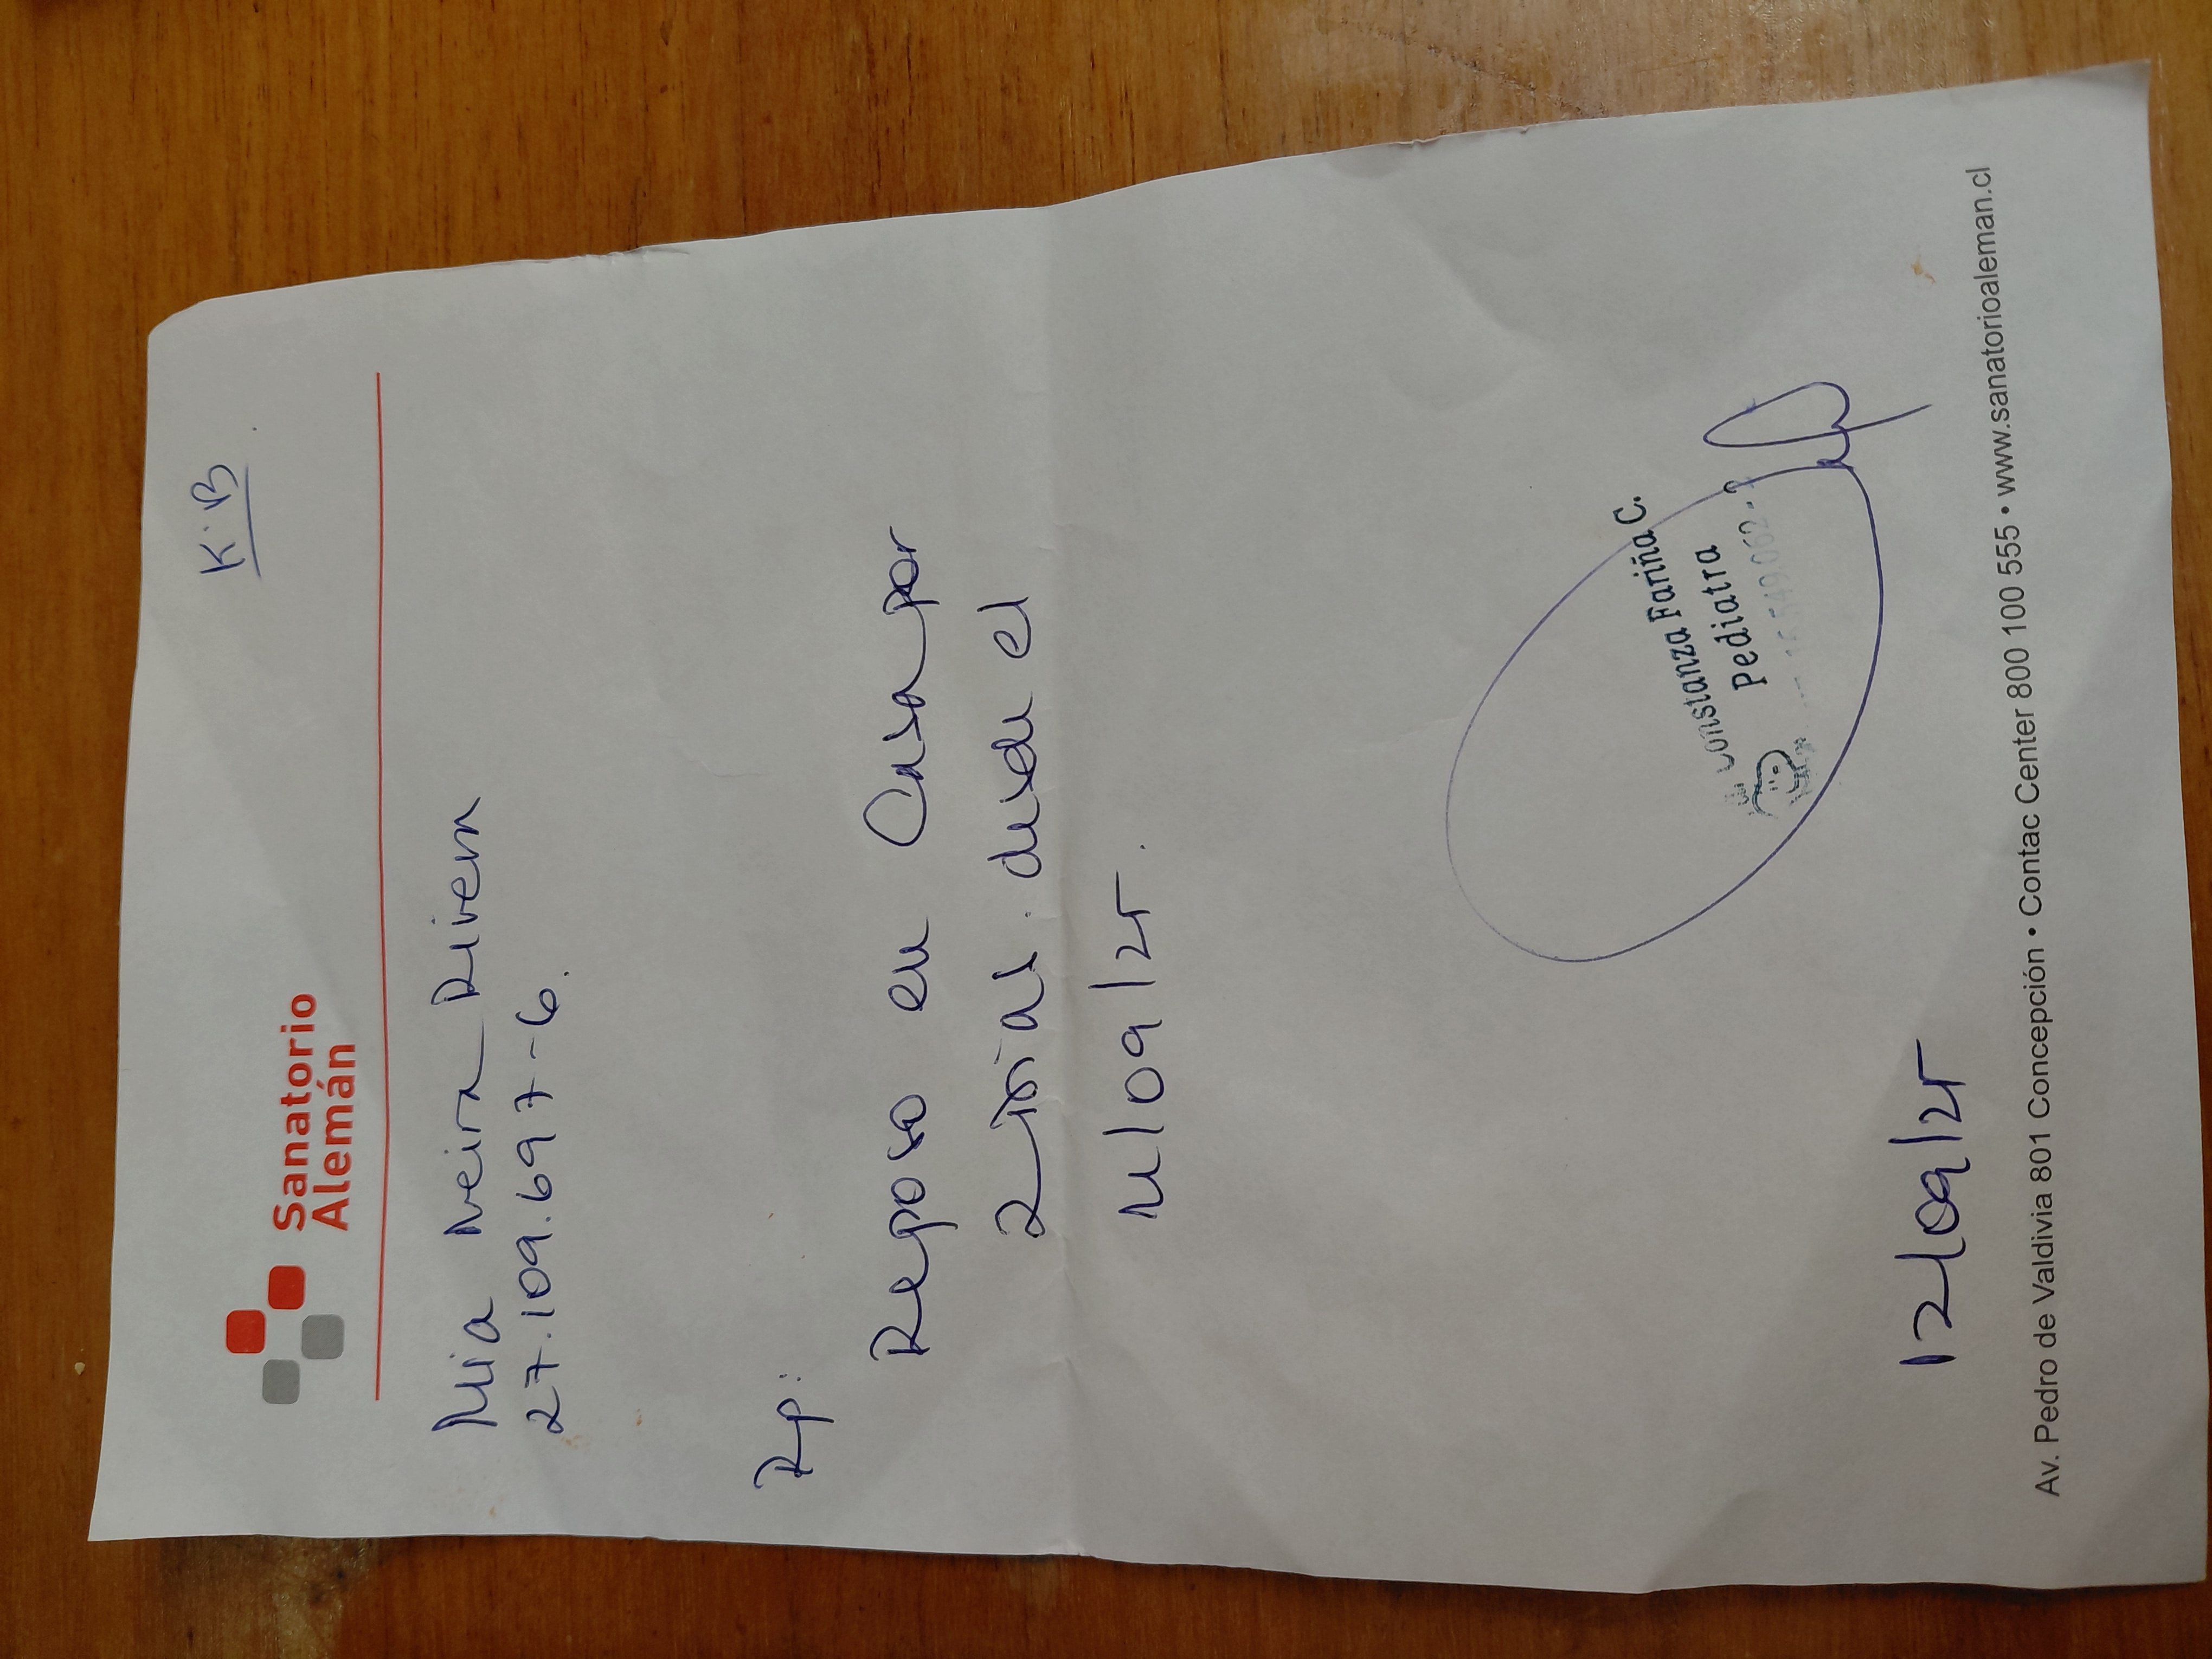 K.B
Sanatorio
Alemán
Mia Neira Rivera
27.109.697-6.
Rp:
Reposo en Casa por
2 días. desde el
11/09/25.
Constanza Fariña C.
Pediatra
12/09/25
Av. Pedro de Valdivia 801 Concepción • Contac Center 800 100 555 • www.sanatorioaleman.cl